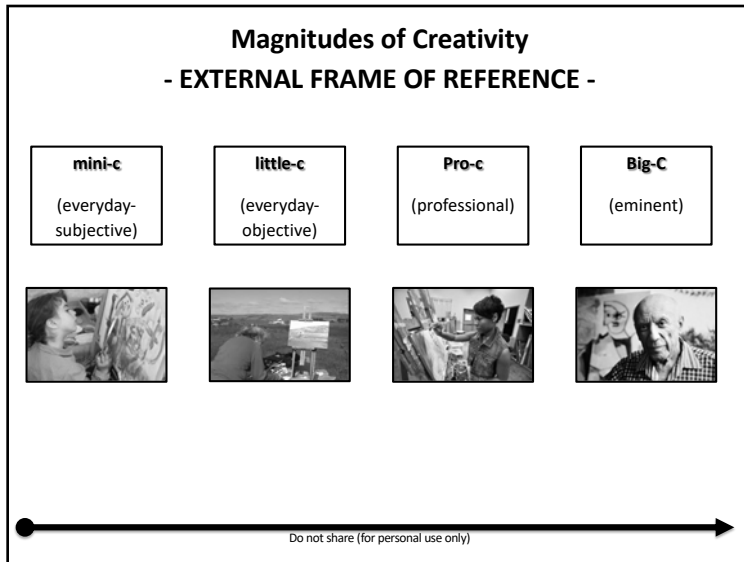 Magnitudes of Creativity
- EXTERNAL FRAME OF REFERENCE -
mini-c
(everyday-
subjective)
little-c
(everyday-
objective)
Pro-c
(professional)
Big-C
(eminent)
Do not share (for personal use only)